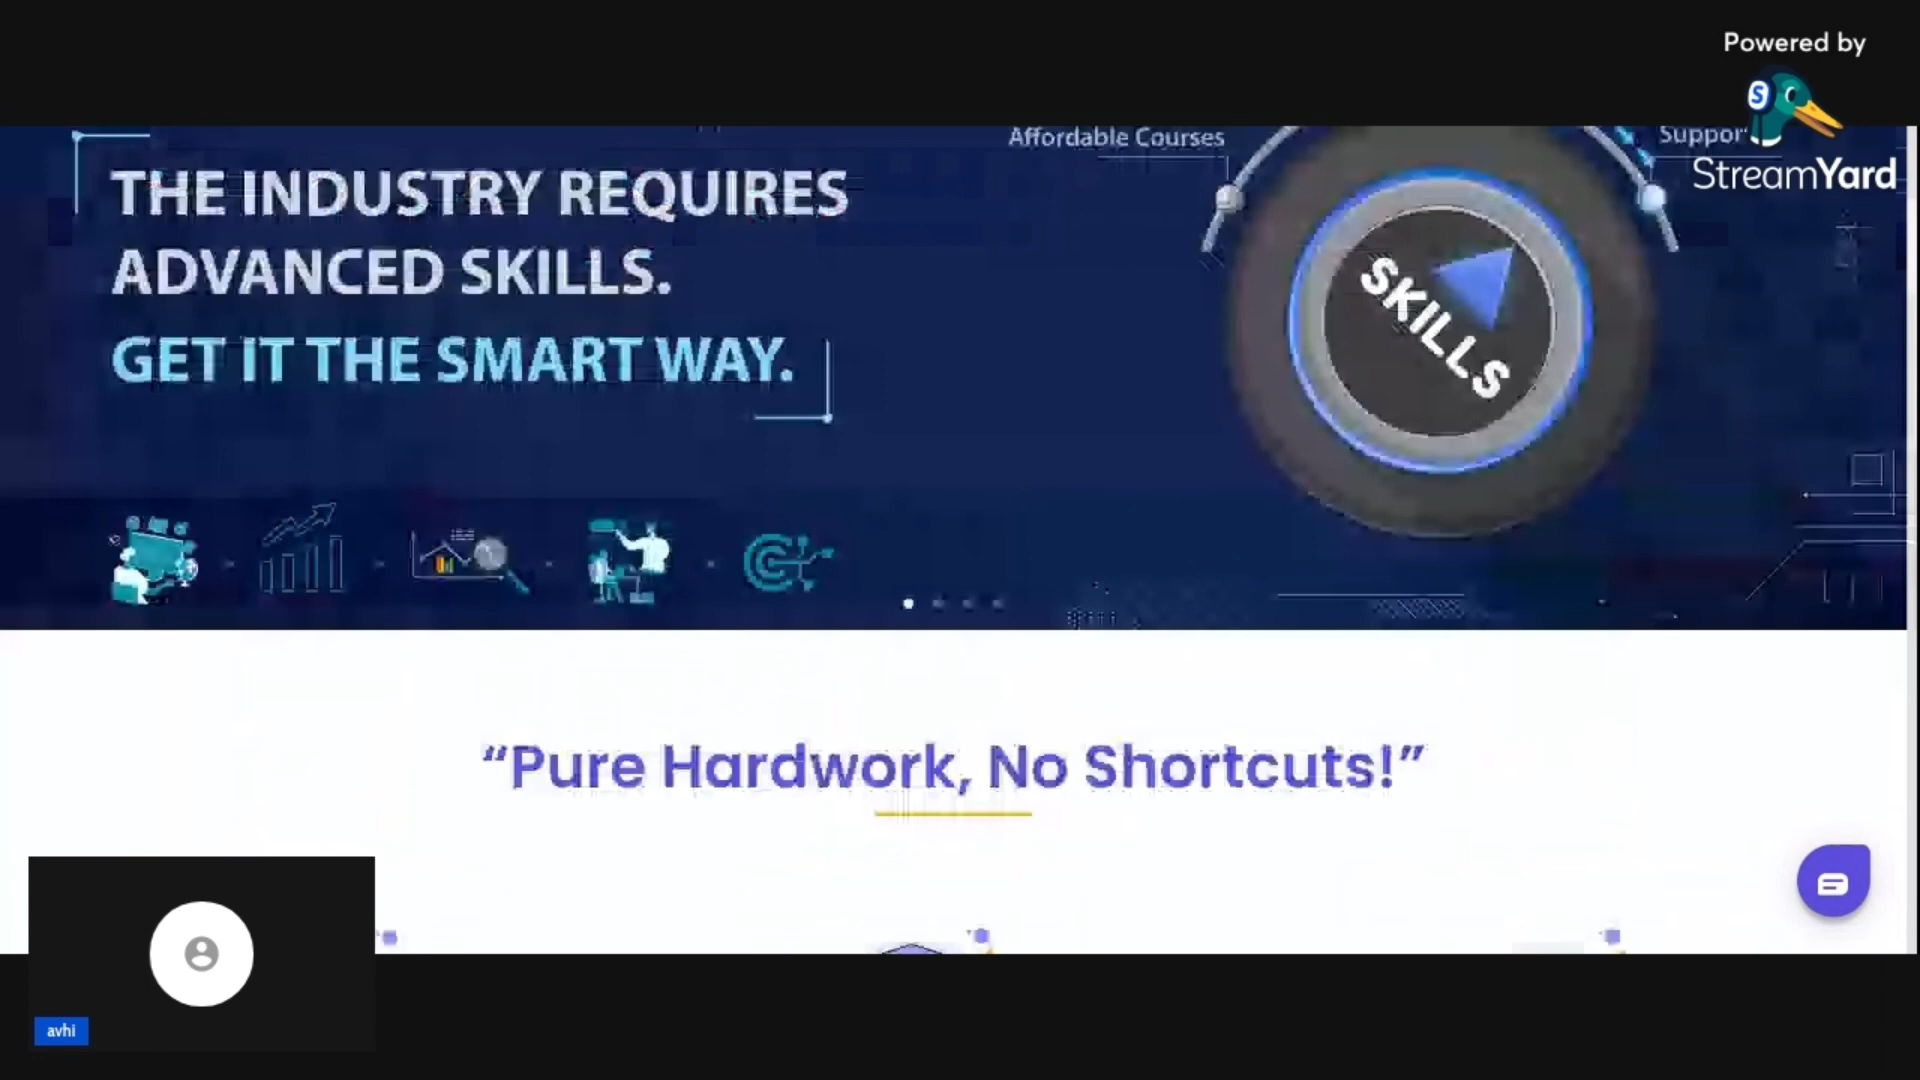 Powered by
StreamYard
Affordable Courses
THE INDUSTRY REQUIRES
ADVANCED SKILLS.
GET IT THE SMART WAY.
SKILLS
“Pure Hardwork, No Shortcuts!”
avhi